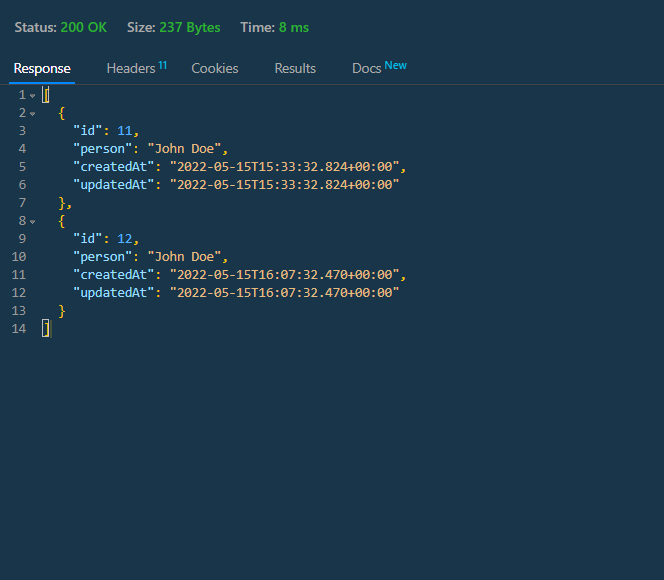 Status: 200 OK Size: 237 Bytes Time: 8 ms
Response Headers 11 Cookies Results Docs New
1 [
2 {
3 "id": 11,
4 "person": "John Doe",
5 "createdAt": "2022-05-15T15:33:32.824+00:00",
6 "updatedAt": "2022-05-15T15:33:32.824+00:00"
7 },
8 {
9 "id": 12,
10 "person": "John Doe",
11 "createdAt": "2022-05-15T16:07:32.470+00:00",
12 "updatedAt": "2022-05-15T16:07:32.470+00:00"
13 }
14 ]